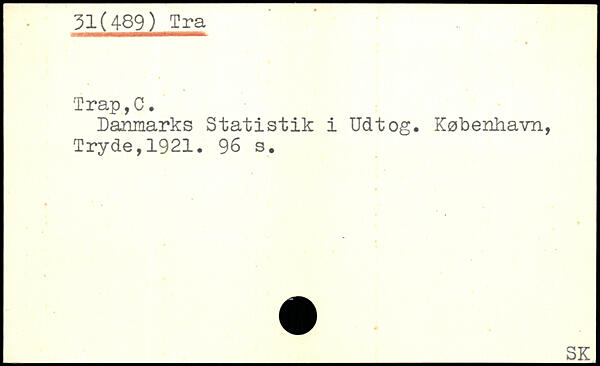 31(489) Tra
Trap,C.
Danmarks Statistik i Udtog. København,
Tryde,1921. 96 s.
SK